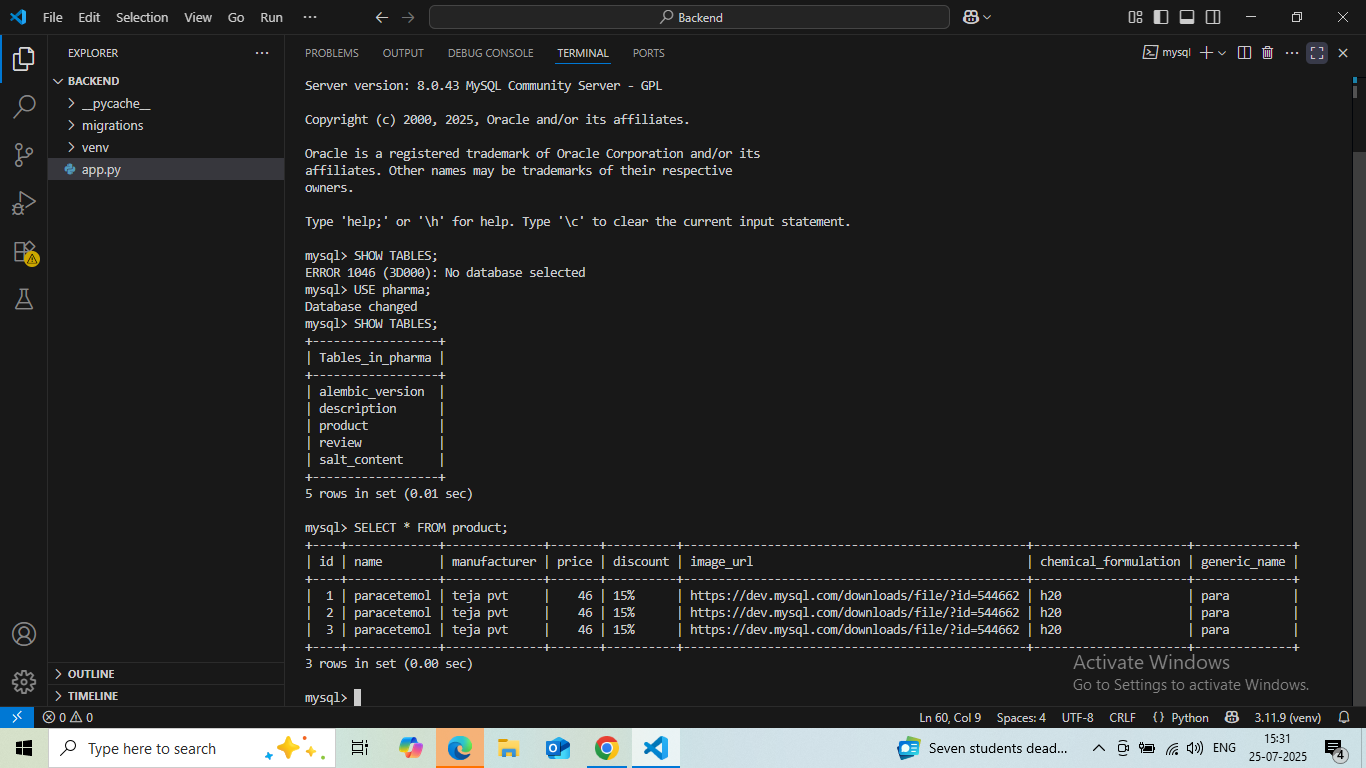 File Edit Selection View Go Run ··· Backend
EXPLORER ···
BACKEND
__pycache__
migrations
venv
app.py
OUTLINE
TIMELINE
PROBLEMS OUTPUT DEBUG CONSOLE TERMINAL PORTS mysql ···
Server version: 8.0.43 MySQL Community Server - GPL
Copyright (c) 2000, 2025, Oracle and/or its affiliates.
Oracle is a registered trademark of Oracle Corporation and/or its
affiliates. Other names may be trademarks of their respective
owners.
Type 'help;' or '\h' for help. Type '\c' to clear the current input statement.
mysql> SHOW TABLES;
ERROR 1046 (3D000): No database selected
mysql> USE pharma;
Database changed
mysql> SHOW TABLES;
+------------------+
| Tables_in_pharma |
+------------------+
| alembic_version  |
| description      |
| product          |
| review           |
| salt_content     |
+------------------+
5 rows in set (0.01 sec)
mysql> SELECT * FROM product;
+----+------------+--------------+-------+----------+------------------------------------------------+----------------------+--------------+
| id | name       | manufacturer | price | discount | image_url                                      | chemical_formulation | generic_name |
+----+------------+--------------+-------+----------+------------------------------------------------+----------------------+--------------+
|  1 | paracetemol | teja pvt     |    46 | 15%      | https://dev.mysql.com/downloads/file/?id=544662 | h20                  | para         |
|  2 | paracetemol | teja pvt     |    46 | 15%      | https://dev.mysql.com/downloads/file/?id=544662 | h20                  | para         |
|  3 | paracetemol | teja pvt     |    46 | 15%      | https://dev.mysql.com/downloads/file/?id=544662 | h20                  | para         |
+----+------------+--------------+-------+----------+------------------------------------------------+----------------------+--------------+
3 rows in set (0.00 sec)
mysql>
Activate Windows
Go to Settings to activate Windows.
0 0 Ln 60, Col 9 Spaces: 4 UTF-8 CRLF {} Python 3.11.9 (venv)
Type here to search Seven students dead... ENG 15:31
25-07-2025 4